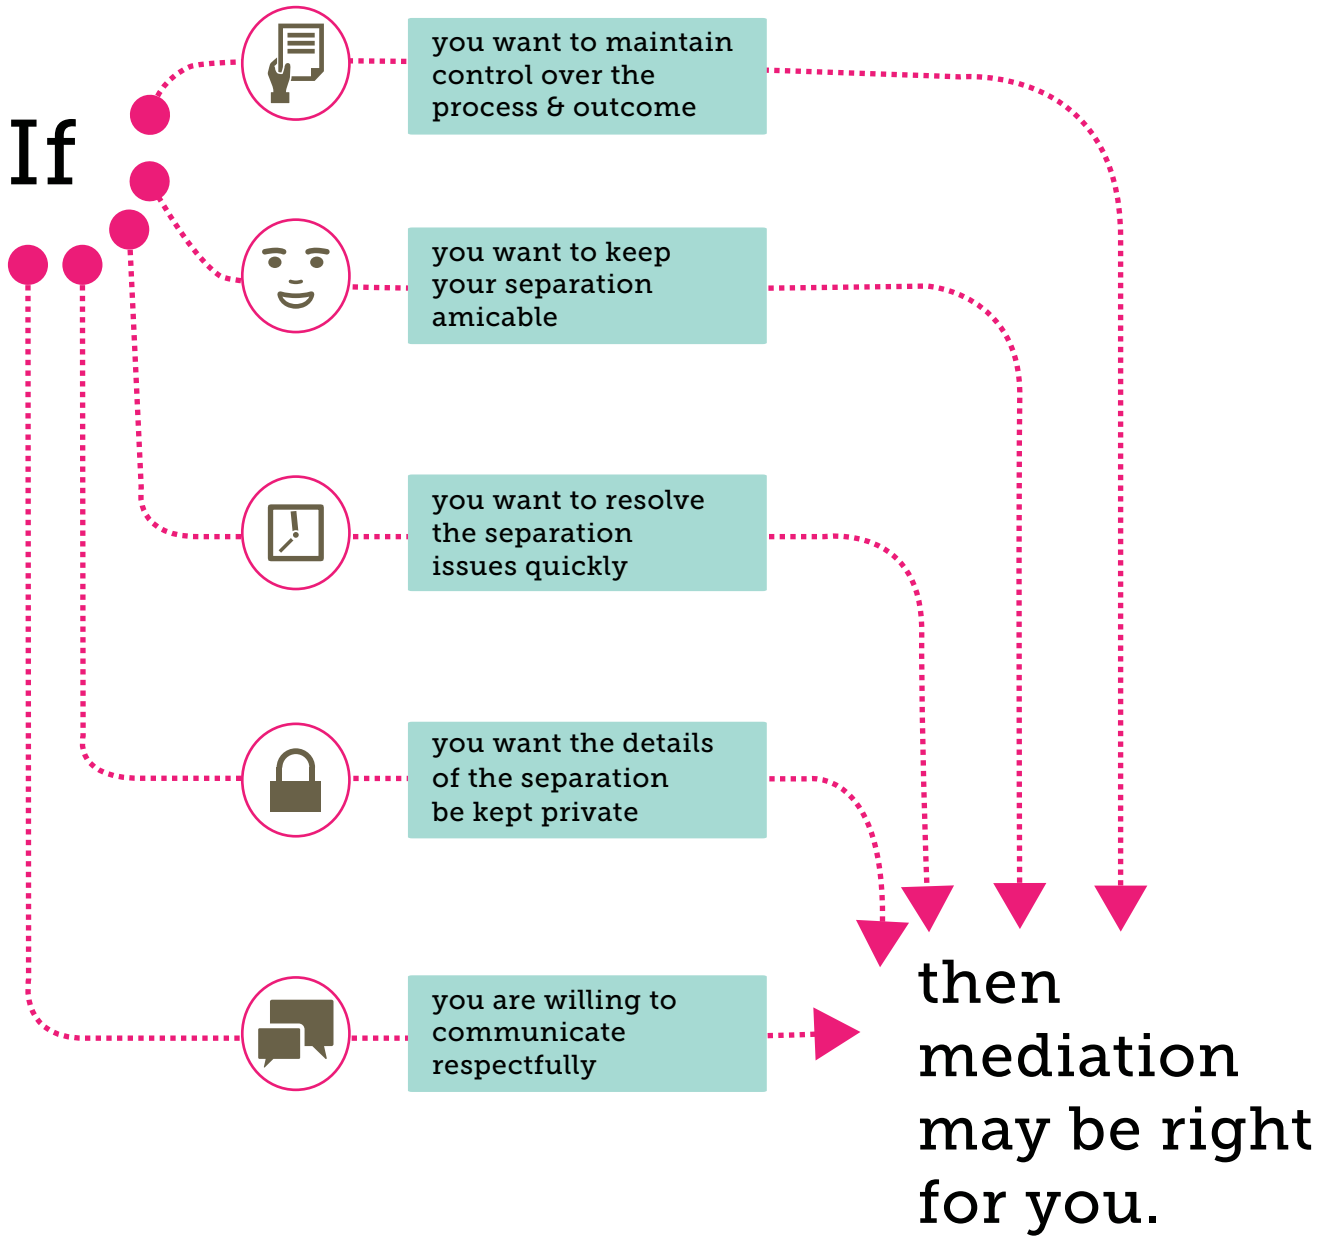 If
you want to maintain
control over the
process & outcome
you want to keep
your separation
amicable
you want to resolve
the separation
issues quickly
you want the details
of the separation
be kept private
you are willing to
communicate
respectfully
then
mediation
may be right
for you.